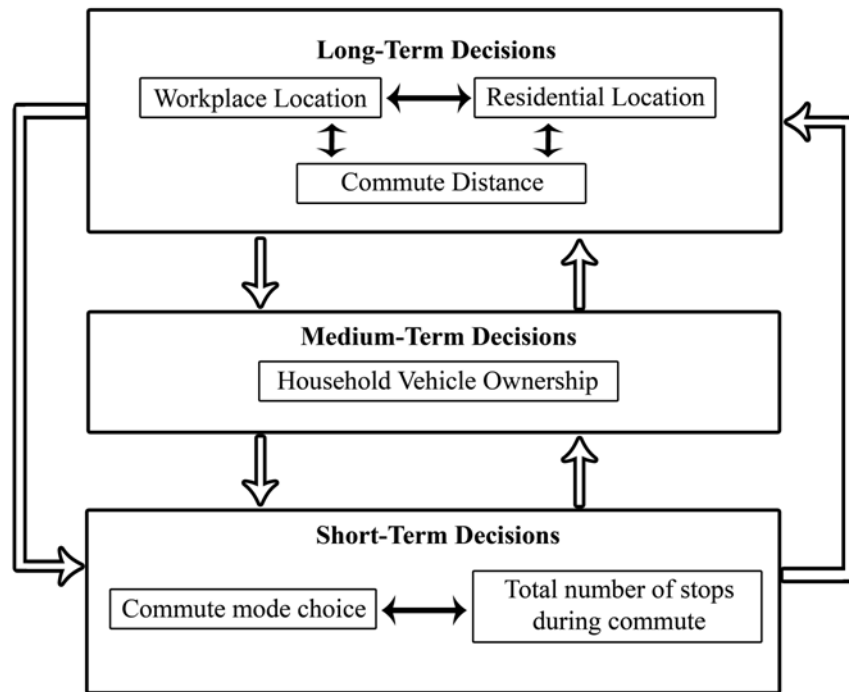 Long-Term Decisions
Workplace Location
Residential Location
Commute Distance
Medium-Term Decisions
Household Vehicle Ownership
Short-Term Decisions
Commute mode choice
Total number of stops
during commute